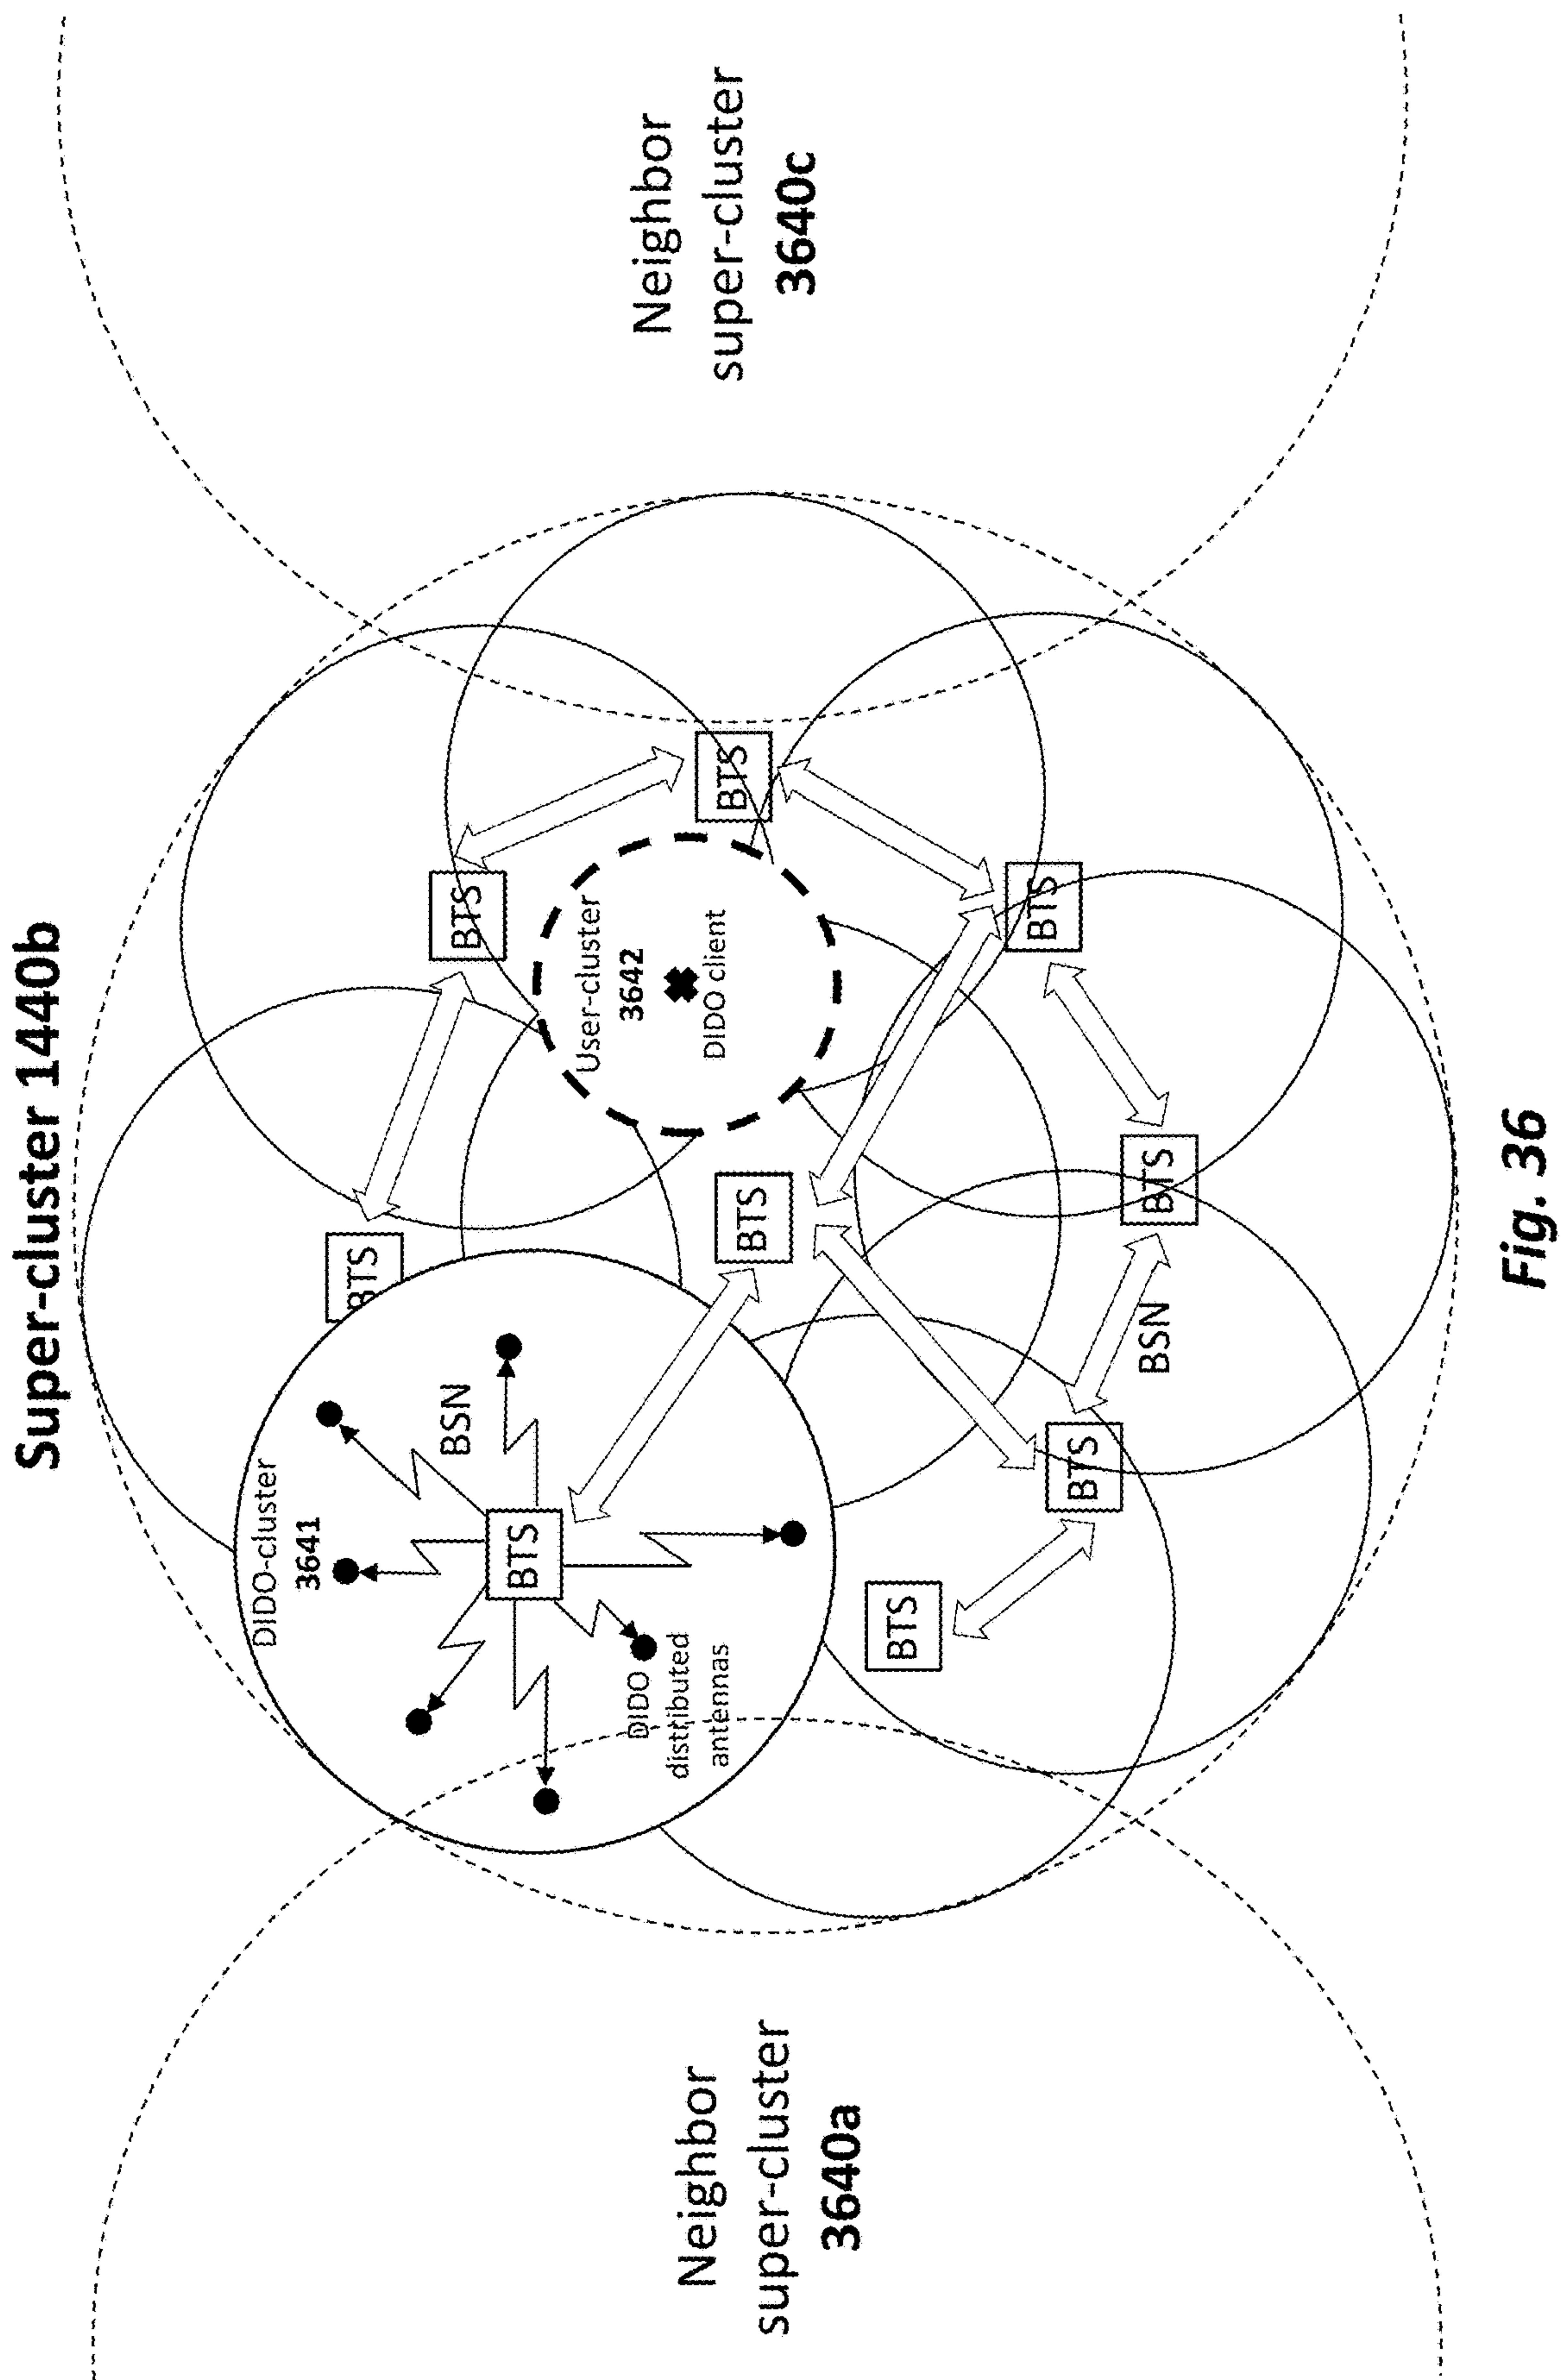 Super-cluster 1440b
DIDO-cluster
3641
BSN
BTS
DIDO
distributed
antennas
BTS
BTS
User-cluster
3642
DIDO client
BTS
BTS
BTS
BTS
BTS
BTS
BSN
Neighbor
super-cluster
3640a
Neighbor
super-cluster
3640c
Fig. 36